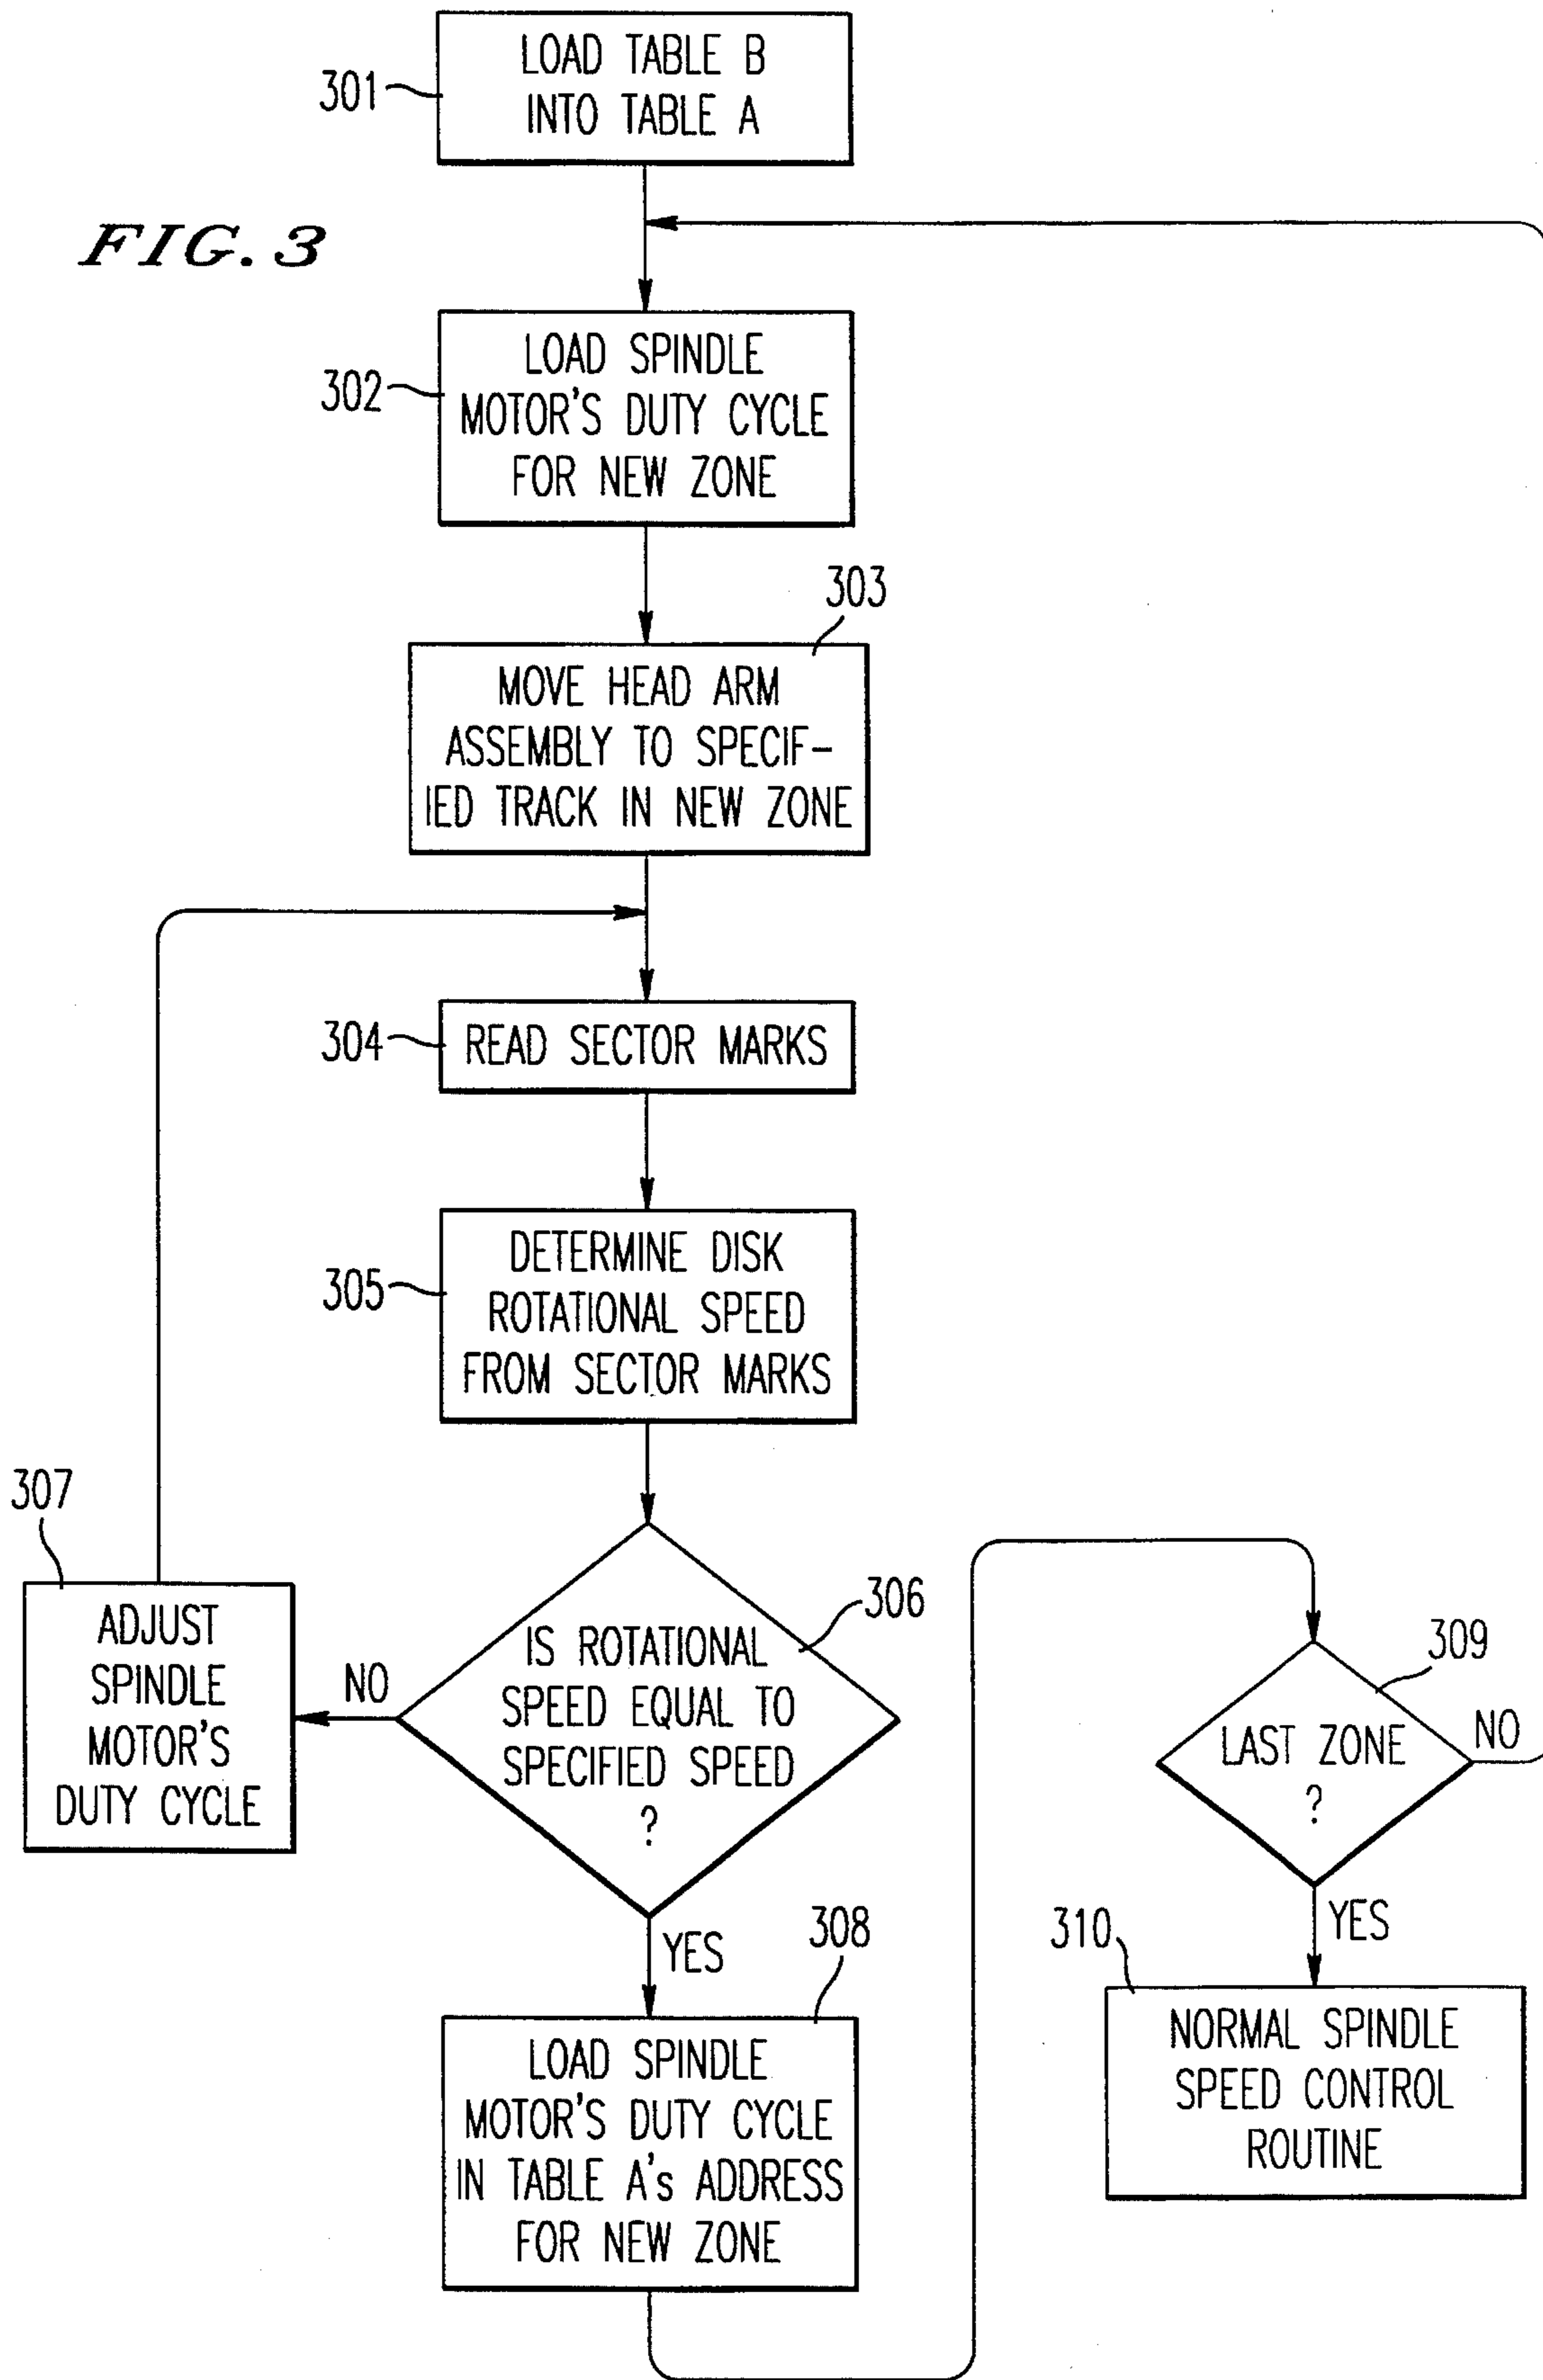 LOAD TABLE B
INTO TABLE A
301
FIG. 3
LOAD SPINDLE
MOTOR'S DUTY CYCLE
FOR NEW ZONE
302
303
MOVE HEAD ARM
ASSEMBLY TO SPECIF-
IED TRACK IN NEW ZONE
304
READ SECTOR MARKS
305
DETERMINE DISK
ROTATIONAL SPEED
FROM SECTOR MARKS
306
IS ROTATIONAL
SPEED EQUAL TO
SPECIFIED SPEED
?
NO
307
ADJUST
SPINDLE
MOTOR'S
DUTY CYCLE
YES
308
LOAD SPINDLE
MOTOR'S DUTY CYCLE
IN TABLE A's ADDRESS
FOR NEW ZONE
309
LAST ZONE
?
NO
YES
310
NORMAL SPINDLE
SPEED CONTROL
ROUTINE